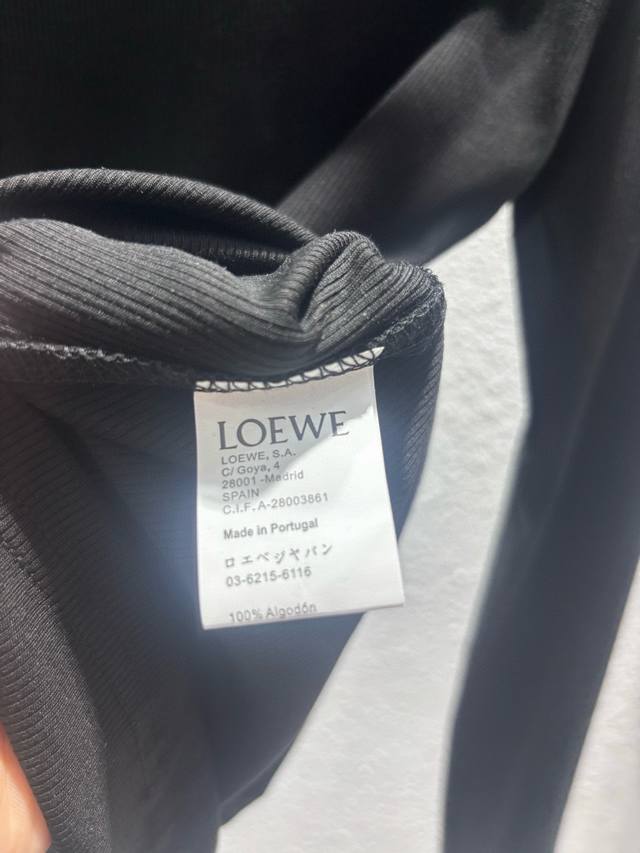 LOEWE
LOEWE, S.A.
C/ Goya, 4
28001 -Madrid
SPAIN
C.I.F. A-28003861
Made in Portugal
ロエベジャパン
03-6215-6116
100% Algodón